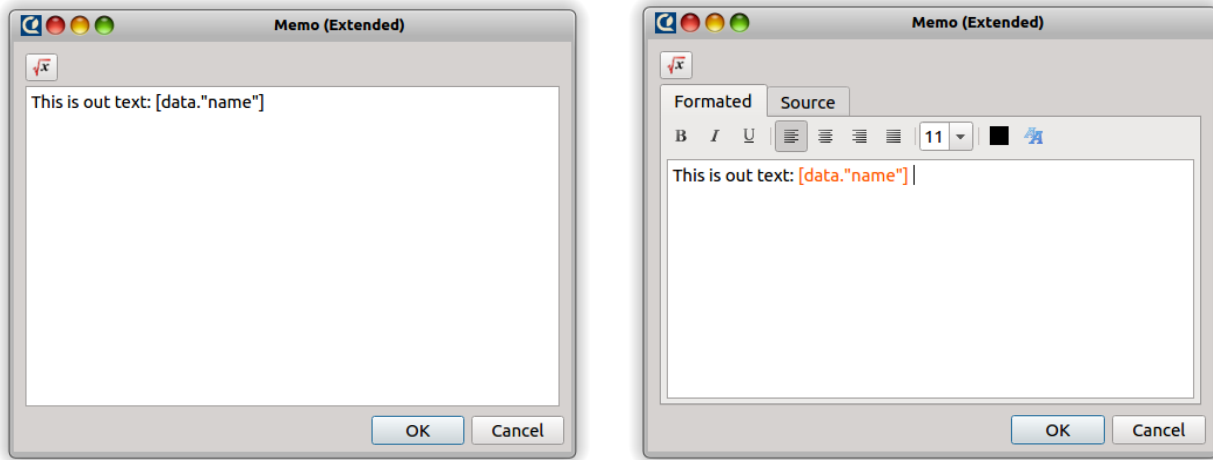 Memo (Extended)
√x
This is out text: [data."name"]
OK Cancel
Memo (Extended)
√x
Formated Source
B I U 11 A
This is out text: [data."name"]
OK Cancel